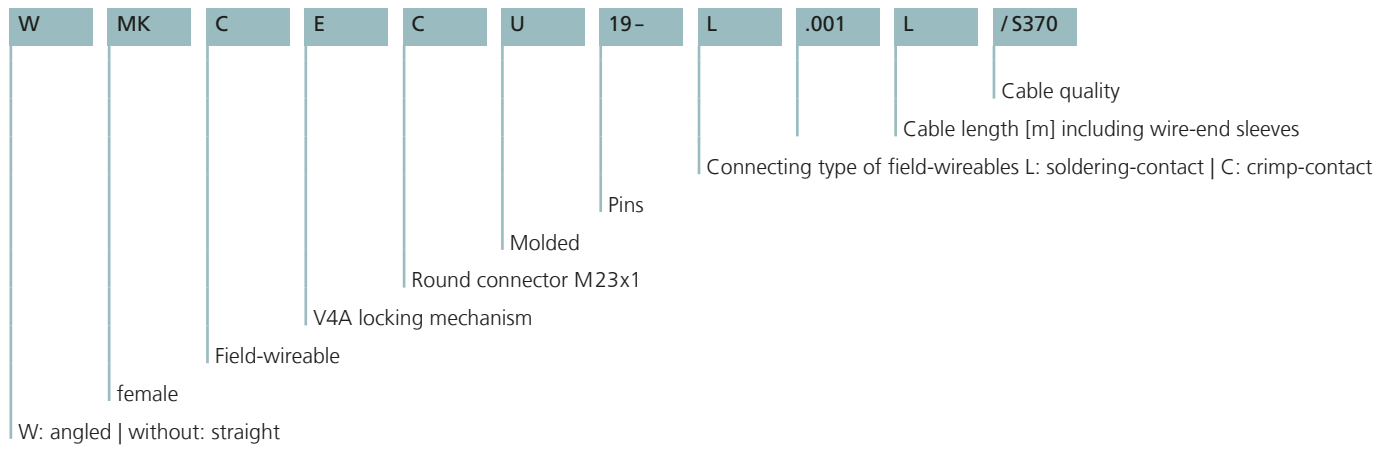 W MK C E C U 19– L .001 L /S370
Cable quality
Cable length [m] including wire-end sleeves
Connecting type of field-wireables L: soldering-contact | C: crimp-contact
Pins
Molded
Round connector M23x1
V4A locking mechanism
Field-wireable
female
W: angled | without: straight